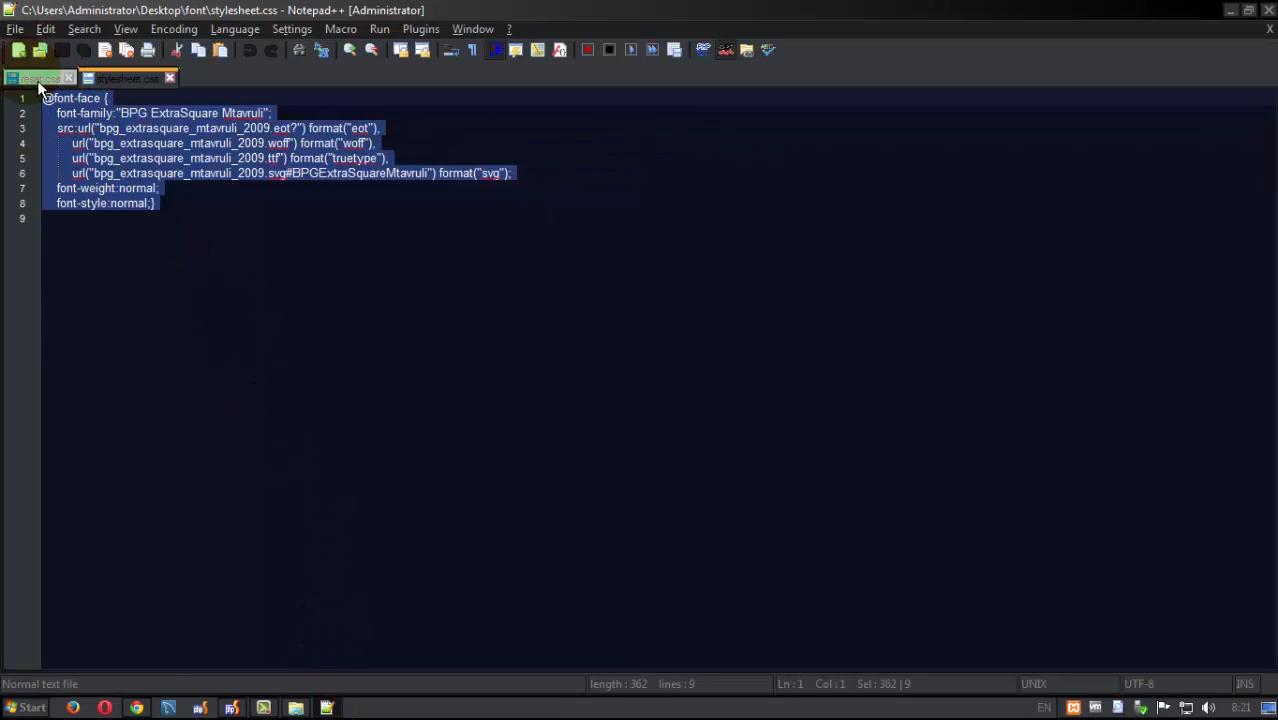 C:\Users\Administrator\Desktop\font\stylesheet.css - Notepad++ [Administrator]
File Edit Search View Encoding Language Settings Macro Run Plugins Window ? X
reset.css stylesheet.css
1 @font-face {
2 font-family:"BPG ExtraSquare Mtavruli";
3 src:url("bpg_extrasquare_mtavruli_2009.eot?") format("eot"),
4 url("bpg_extrasquare_mtavruli_2009.woff") format("woff"),
5 url("bpg_extrasquare_mtavruli_2009.ttf") format("truetype"),
6 url("bpg_extrasquare_mtavruli_2009.svg#BPGExtraSquareMtavruli") format("svg");
7 font-weight:normal;
8 font-style:normal;}
9
Normal text file length : 362 lines : 9 Ln : 1 Col : 1 Sel : 362 | 9 UNIX UTF-8 INS
Start EN 8:21